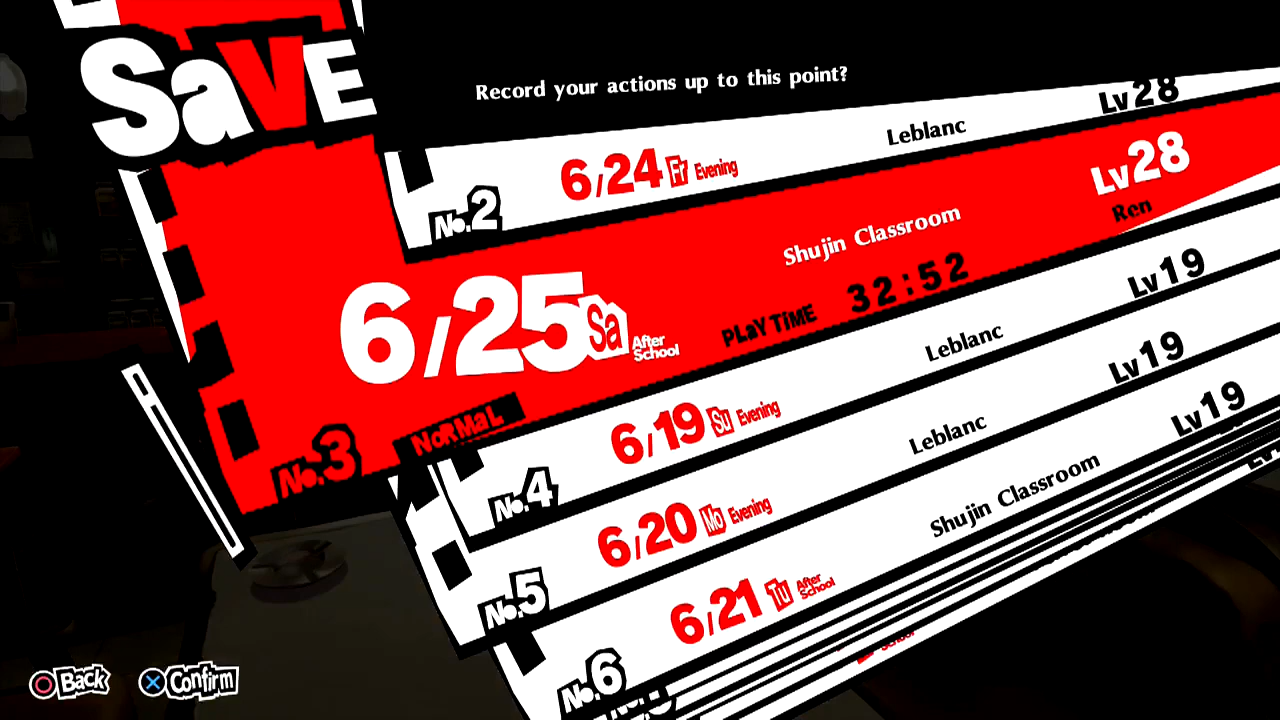 SaVE
Record your actions up to this point?
No.2 6/24 Fr Evening Leblanc Lv28
No.3 6/25 Sa After School Shujin Classroom Lv28
NoRMaL PLaY TiME 32:52 Ren
No.4 6/19 Su Evening Leblanc Lv19
No.5 6/20 Mo Evening Leblanc Lv19
No.6 6/21 Tu After School Shujin Classroom Lv19
Back Confirm